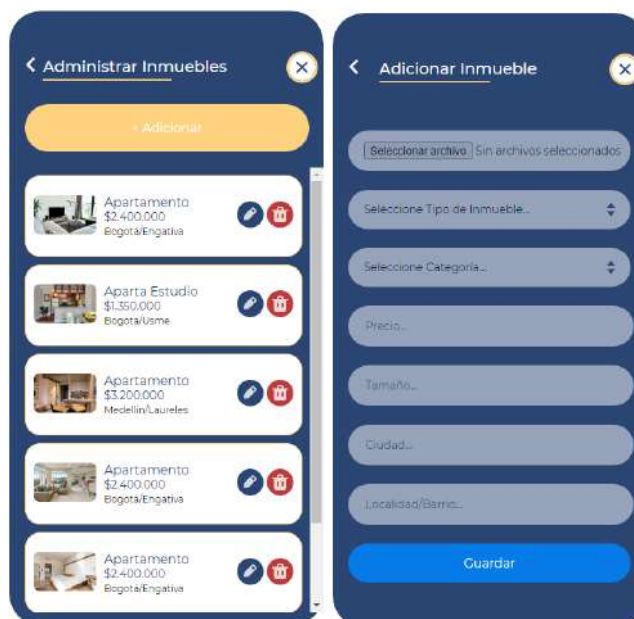 Administrar Inmuebles
+ Adicionar
Apartamento
$2.400.000
Bogotá/Engativa
Aparta Estudio
$1.350.000
Bogotá/Usme
Apartamento
$3.200.000
Medellin/Laureles
Apartamento
$2.400.000
Bogotá/Engativa
Apartamento
$2.400.000
Bogotá/Engativa
Adicionar Inmueble
Seleccionar archivo Sin archivos seleccionados
Seleccione Tipo de Inmueble...
Seleccione Categoría...
Precio...
Tamaño...
Ciudad...
Localidad/Barrio...
Guardar